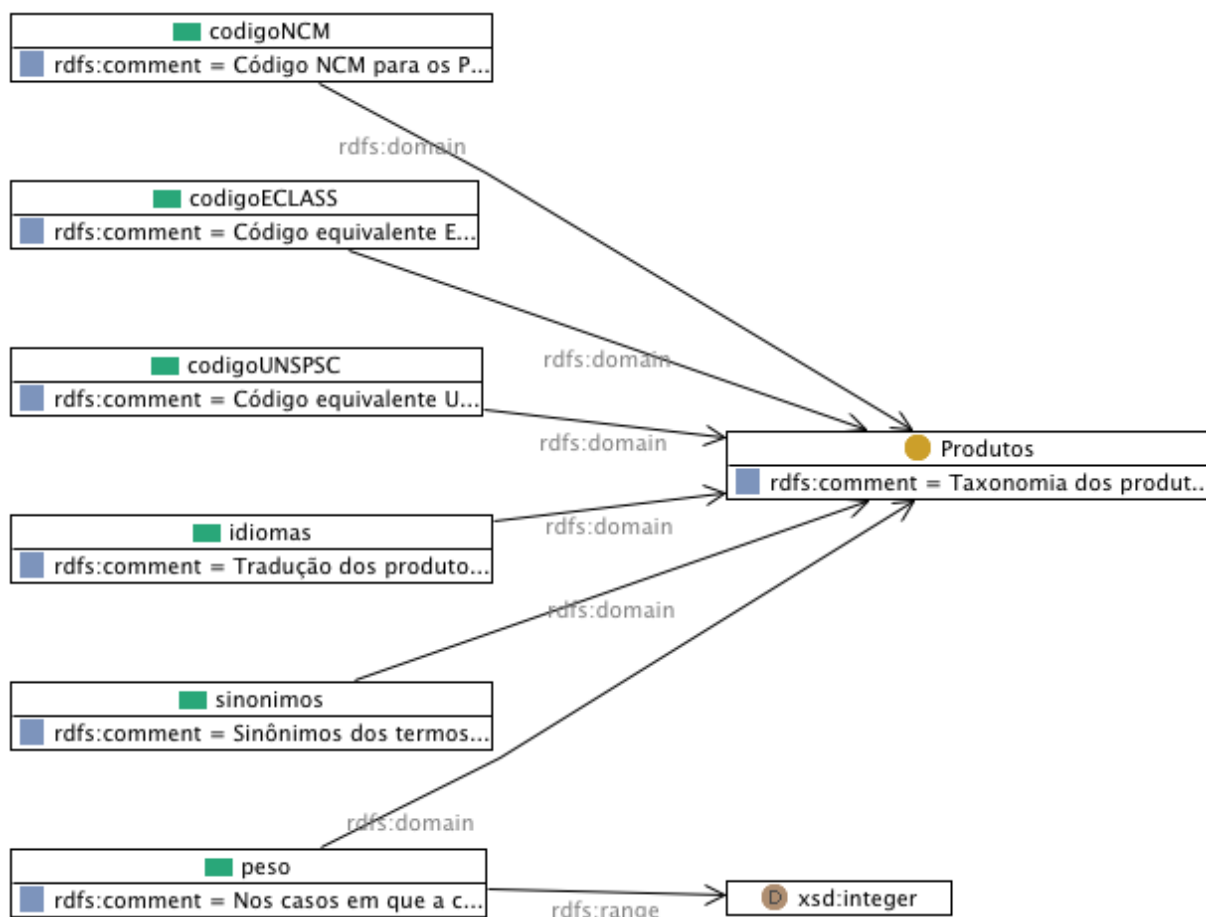 codigoNCM
rdfs:comment = Código NCM para os P...
rdfs:domain
codigoECLASS
rdfs:comment = Código equivalente E...
rdfs:domain
codigoUNSPSC
rdfs:comment = Código equivalente U...
rdfs:domain
Produtos
rdfs:comment = Taxonomia dos produt...
idiomas
rdfs:comment = Tradução dos produto...
rdfs:domain
rdfs:domain
sinonimos
rdfs:comment = Sinônimos dos termos...
rdfs:domain
peso
rdfs:comment = Nos casos em que a c...
rdfs:range
D xsd:integer